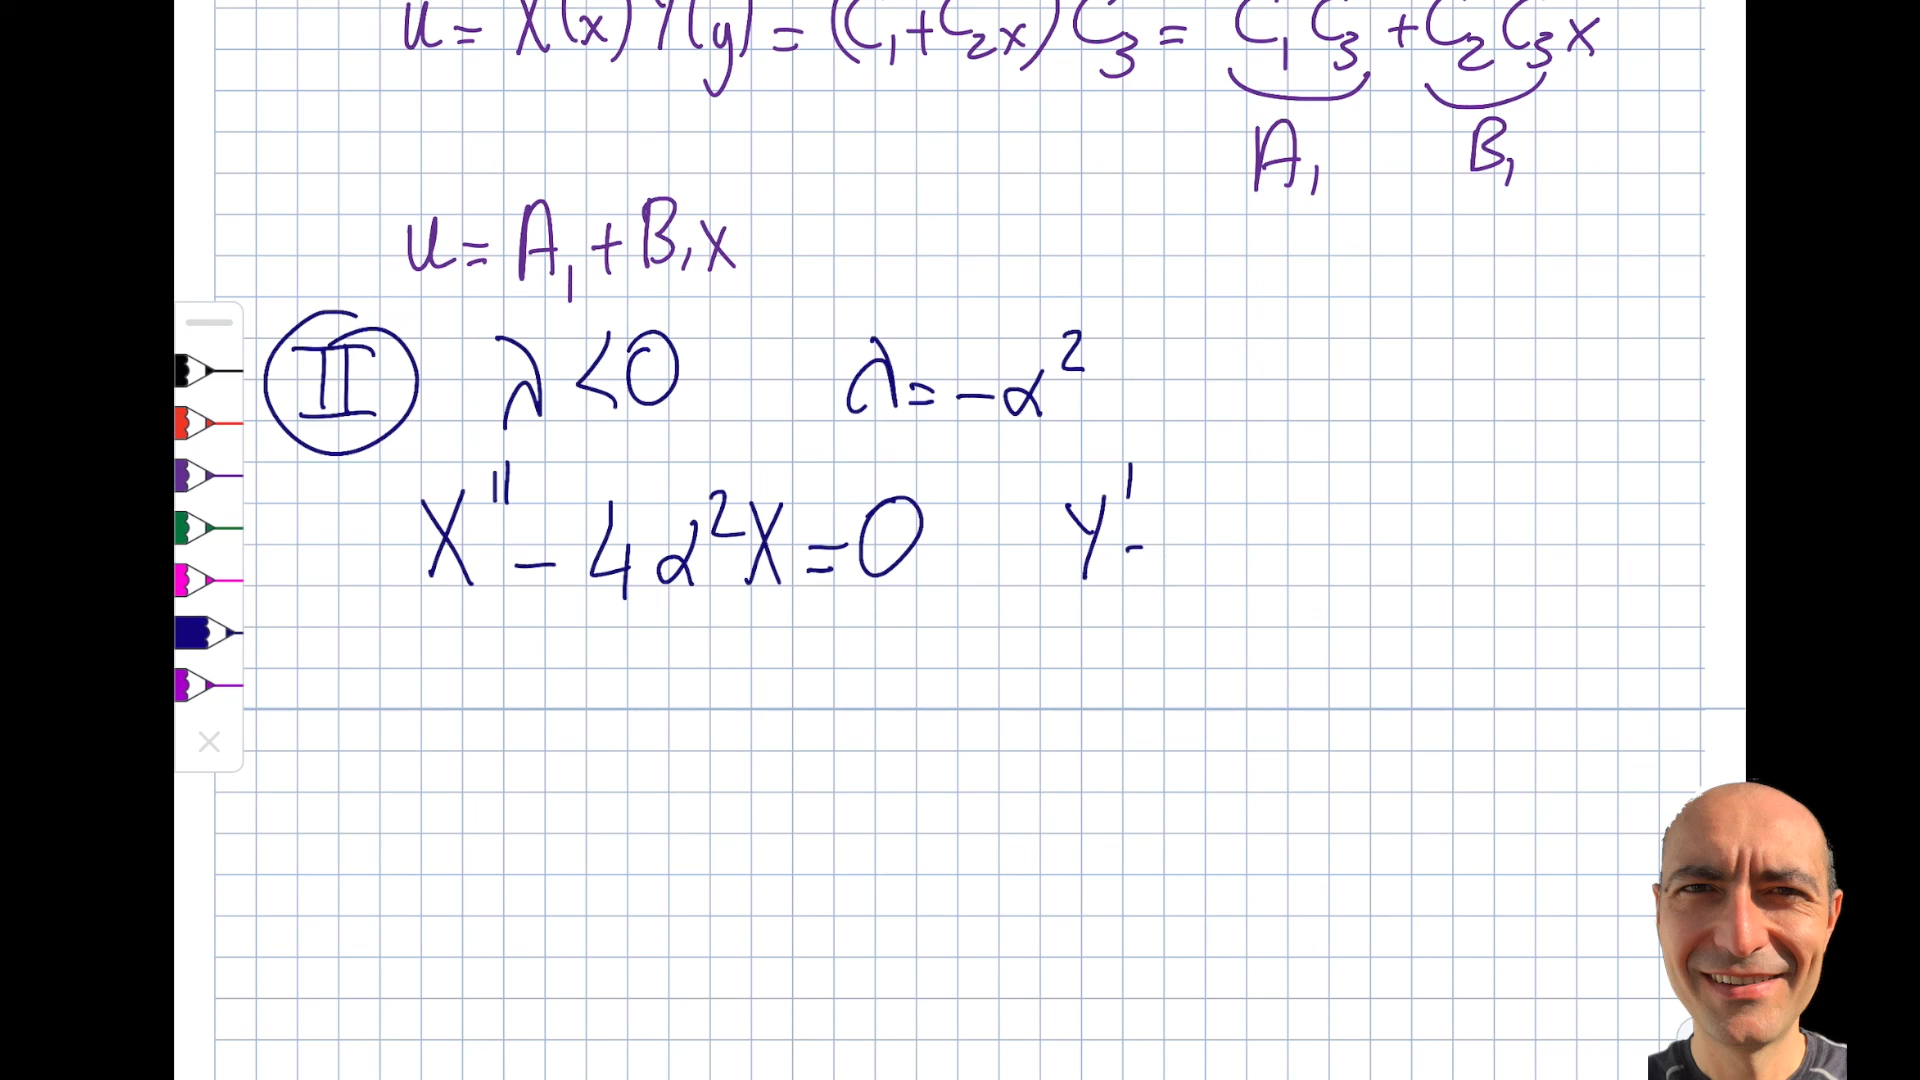 u = X(x) Y(y) = (C₁+C₂x) C₃ = C₁C₃ + C₂C₃x
A₁ B₁
u = A₁ + B₁x
II λ < 0 λ = -α²
X'' - 4α²X = 0 Y' -